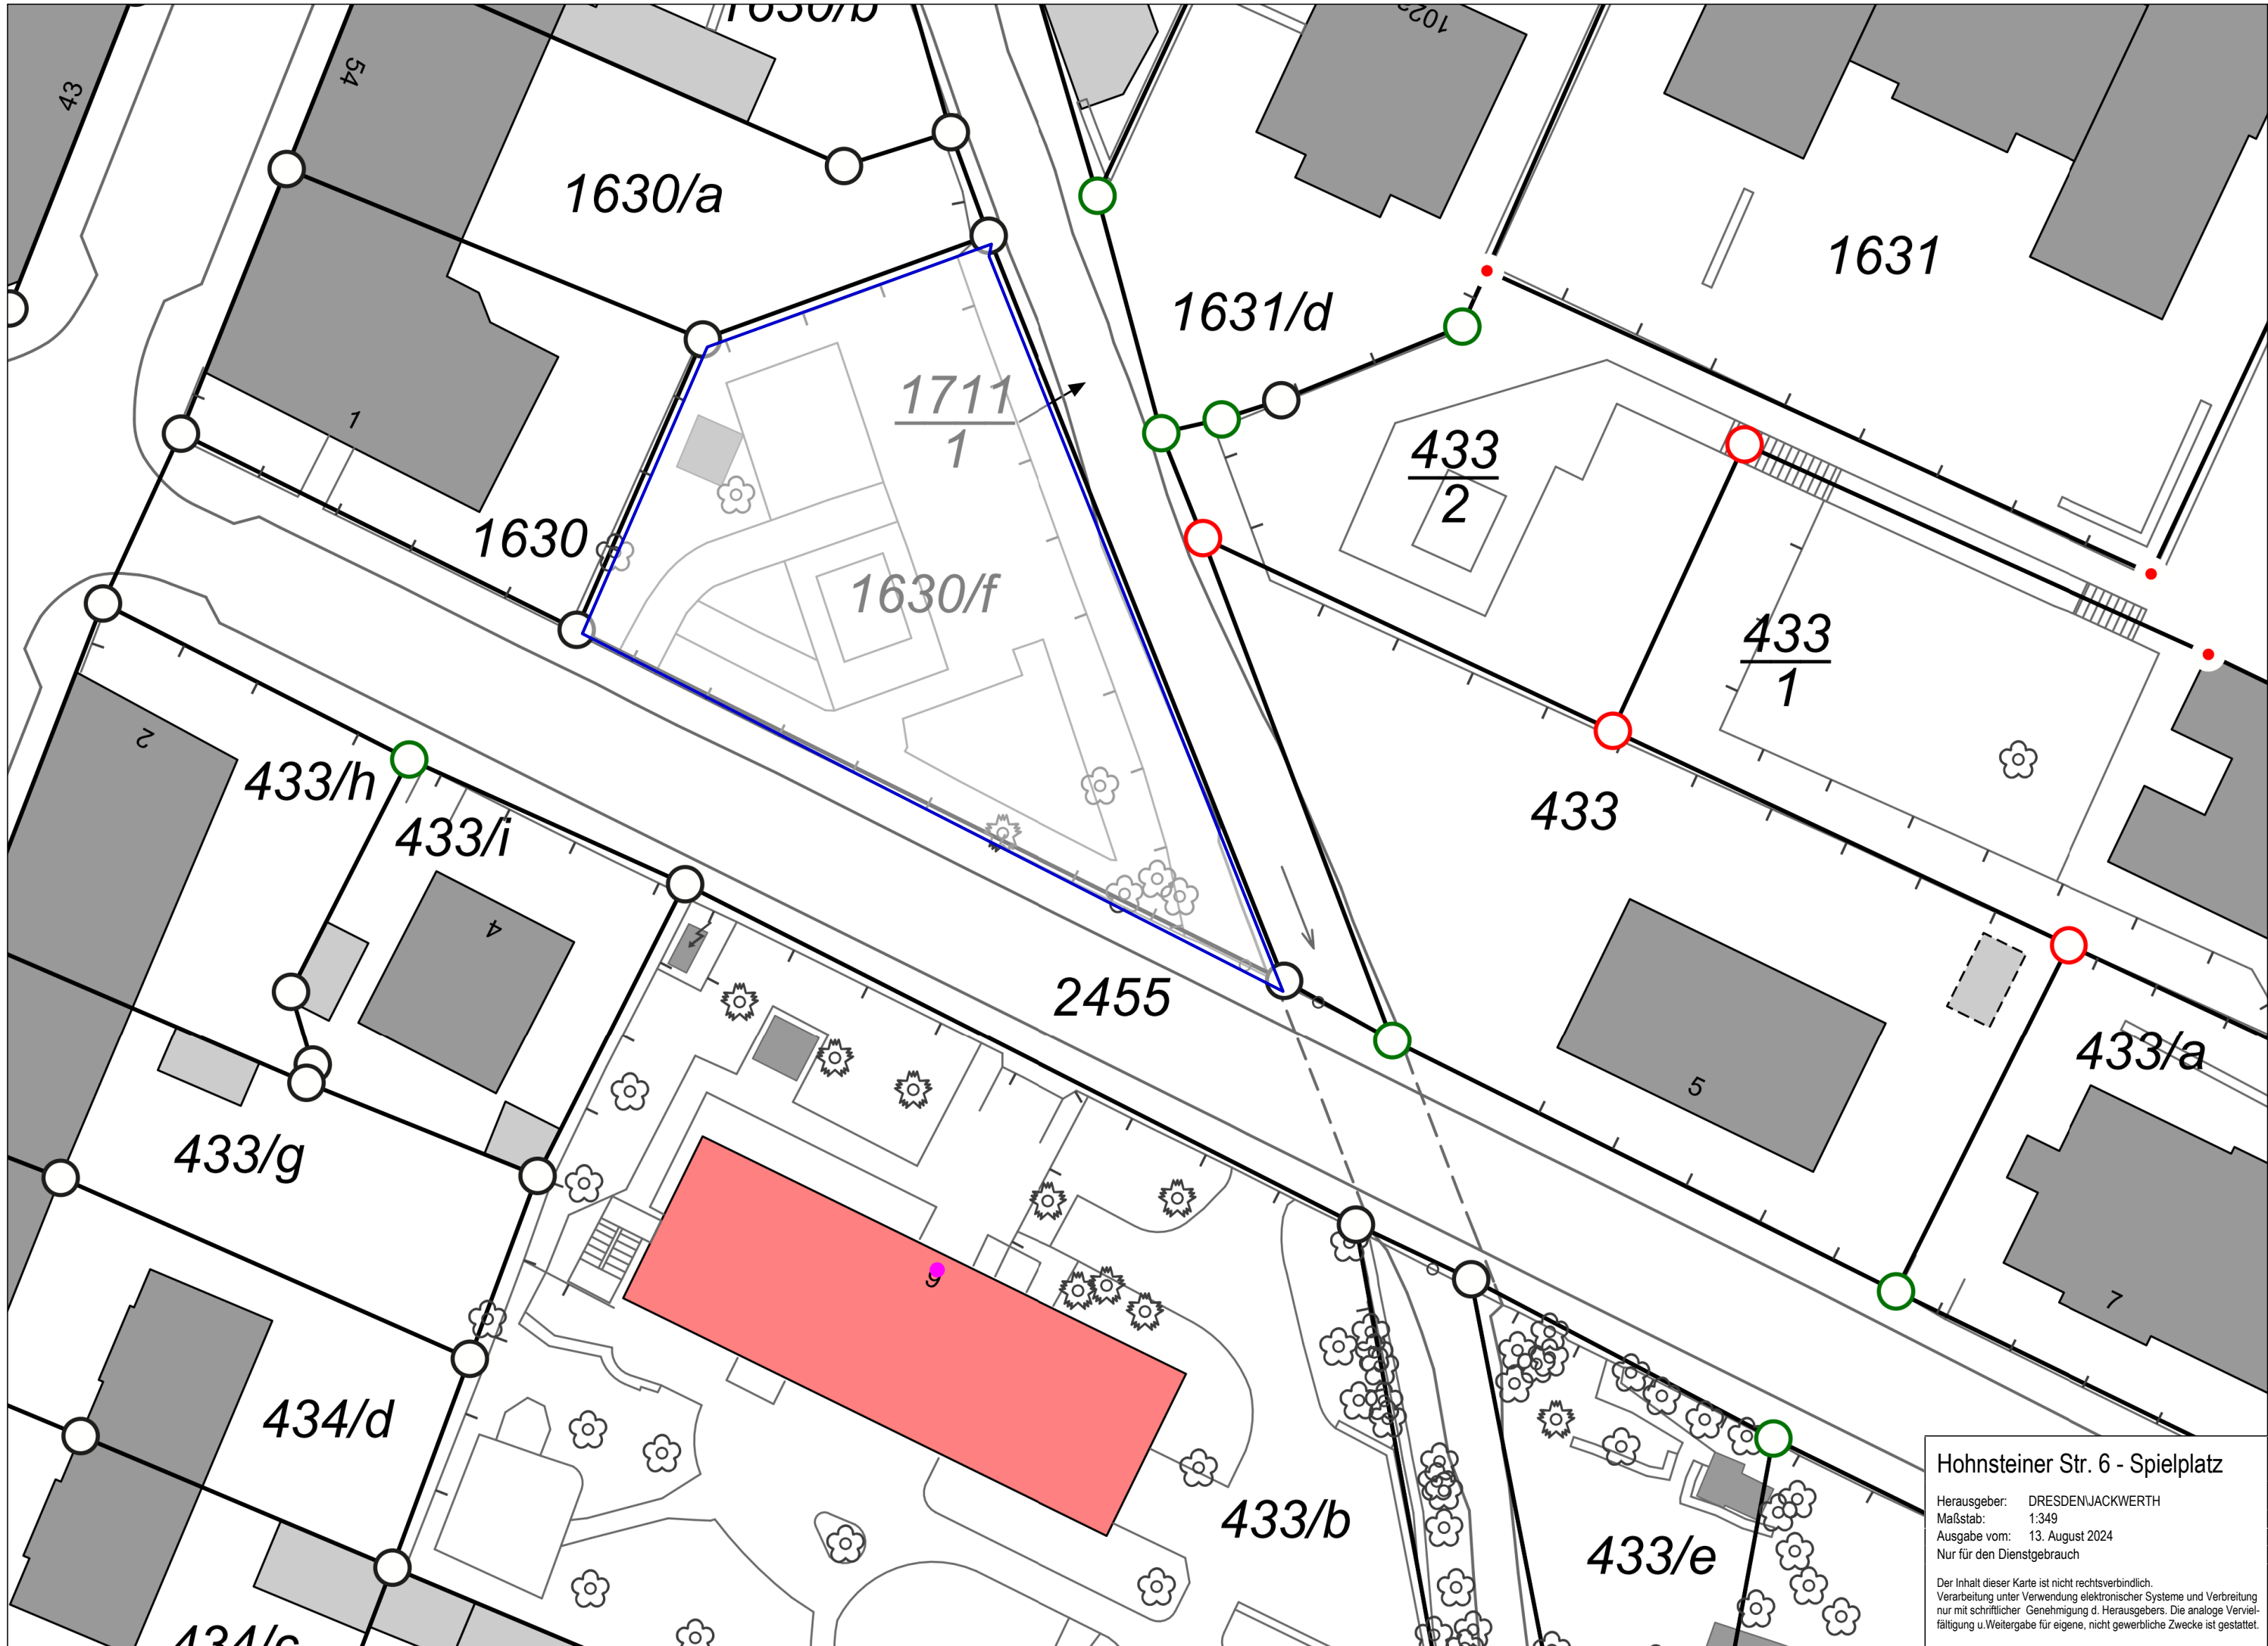 1630/b
1022
43
54
1630/a
1631
1631/d
1711
1
1
433
2
1630
1630/f
433
1
2
433/h
433/i
433
4
2455
433/a
5
433/g
6
7
434/d
433/b
433/e
434/c
Hohnsteiner Str. 6 - Spielplatz
Herausgeber: DRESDEN\JACKWERTH
Maßstab: 1:349
Ausgabe vom: 13. August 2024
Nur für den Dienstgebrauch
Der Inhalt dieser Karte ist nicht rechtsverbindlich.
Verarbeitung unter Verwendung elektronischer Systeme und Verbreitung
nur mit schriftlicher Genehmigung d. Herausgebers. Die analoge Verviel-
fältigung u.Weitergabe für eigene, nicht gewerbliche Zwecke ist gestattet.